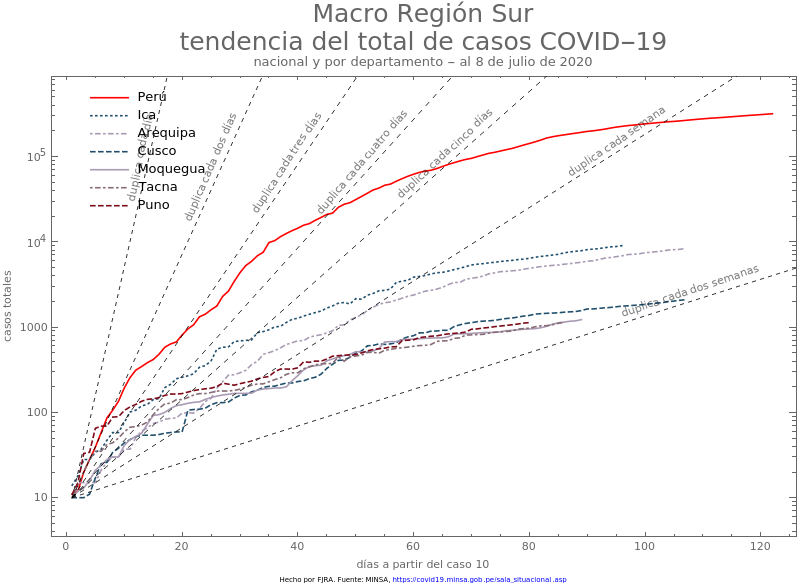 Macro Región Sur
tendencia del total de casos COVID−19
nacional y por departamento − al 8 de julio de 2020
Perú
Ica
Arequipa
Cusco
Moquegua
Tacna
Puno
duplica cada día
duplica cada dos días
duplica cada tres días
duplica cada cuatro días
duplica cada cinco días
duplica cada semana
duplica cada dos semanas
casos totales
10⁵
10⁴
1000
100
10
0 20 40 60 80 100 120
días a partir del caso 10
Hecho por FJRA. Fuente: MINSA, https://covid19.minsa.gob.pe/sala_situacional.asp